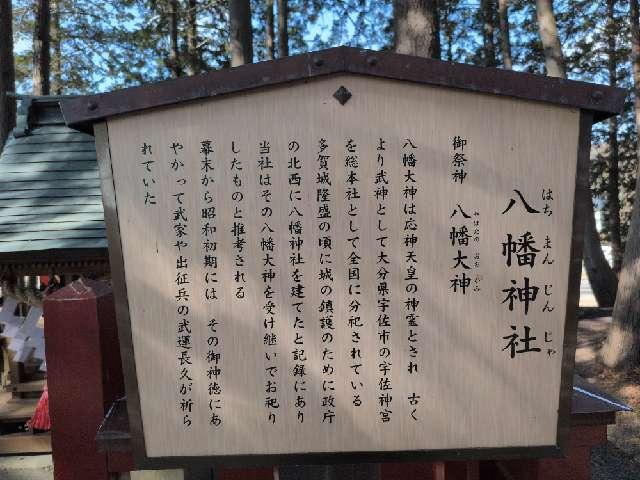 八幡神社
はちまんじんじゃ
御祭神 八幡大神
八幡大神は応神天皇の神霊とされ 古く
より武神として大分県宇佐市の宇佐神宮
を総本社として全国に分祀されている
多賀城隆盛の頃に城の鎮護のために政庁
の北西に八幡神社を建てたと記録にあり
当社はその八幡大神を受け継いでお祀り
したものと推考される
幕末から昭和初期には その御神徳にあ
やかって武家や出征兵の武運長久が祈ら
れていた